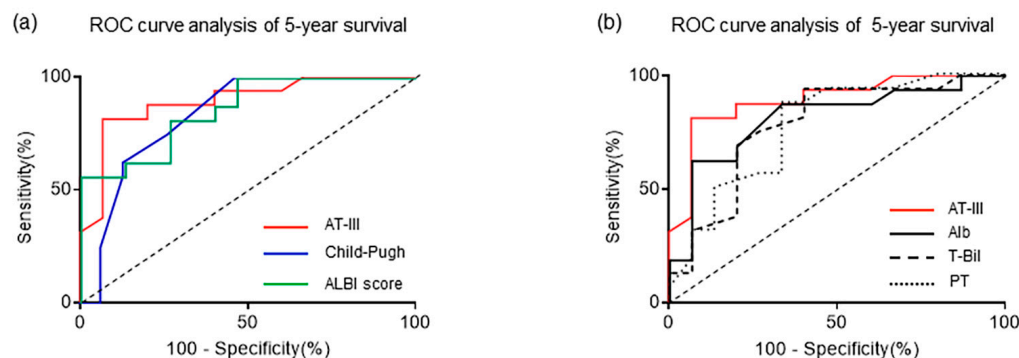 (a)
ROC curve analysis of 5-year survival
100
50
0
Sensitivity(%)
AT-III
Child-Pugh
ALBI score
0
50
100
100 - Specificity(%)
(b)
ROC curve analysis of 5-year survival
100
50
0
Sensitivity(%)
AT-III
Alb
T-Bil
PT
0
50
100
100 - Specificity(%)